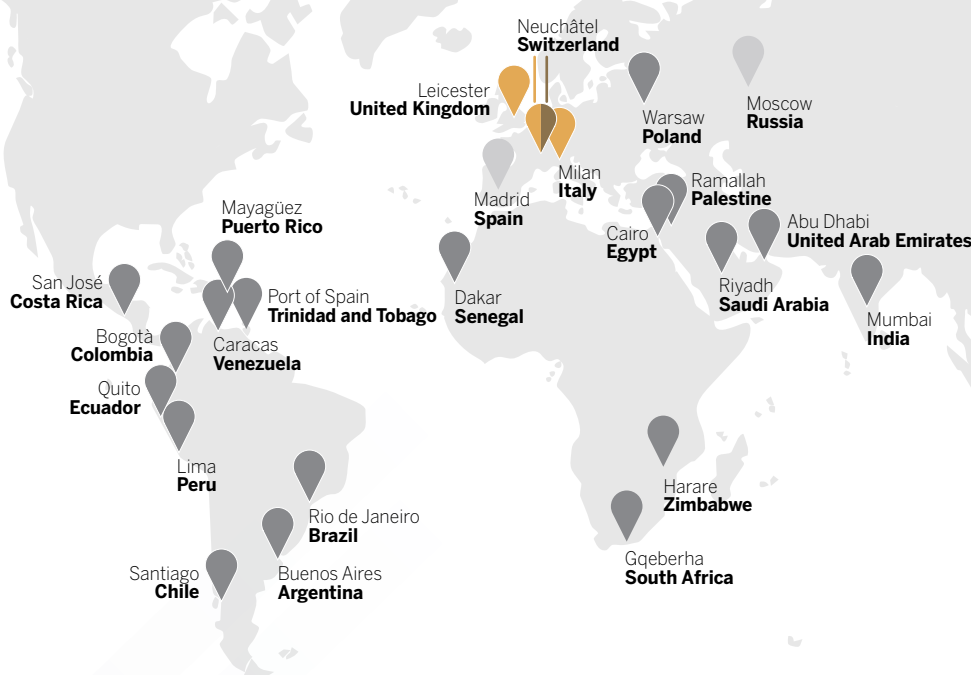 Neuchâtel
Switzerland
Leicester
United Kingdom
Moscow
Russia
Warsaw
Poland
Milan
Italy
Madrid
Spain
Ramallah
Palestine
Mayagüez
Puerto Rico
Abu Dhabi
United Arab Emirates
Cairo
Egypt
San José
Costa Rica
Riyadh
Saudi Arabia
Port of Spain
Trinidad and Tobago
Dakar
Senegal
Mumbai
India
Bogotà
Colombia
Caracas
Venezuela
Quito
Ecuador
Lima
Peru
Harare
Zimbabwe
Rio de Janeiro
Brazil
Gqeberha
South Africa
Santiago
Chile
Buenos Aires
Argentina